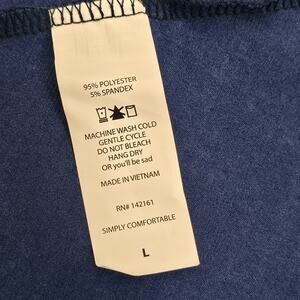 95% POLYESTER
5% SPANDEX
MACHINE WASH COLD
GENTLE CYCLE
DO NOT BLEACH
HANG DRY
OR you'll be sad
MADE IN VIETNAM
RN# 142161
SIMPLY COMFORTABLE
L